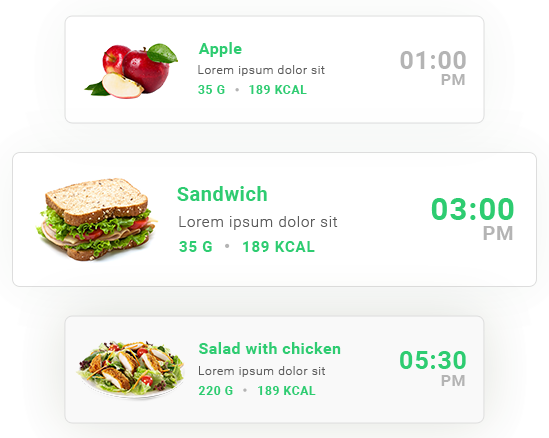 Apple
Lorem ipsum dolor sit
35 G • 189 KCAL
01:00
PM
Sandwich
Lorem ipsum dolor sit
35 G • 189 KCAL
03:00
PM
Salad with chicken
Lorem ipsum dolor sit
220 G • 189 KCAL
05:30
PM